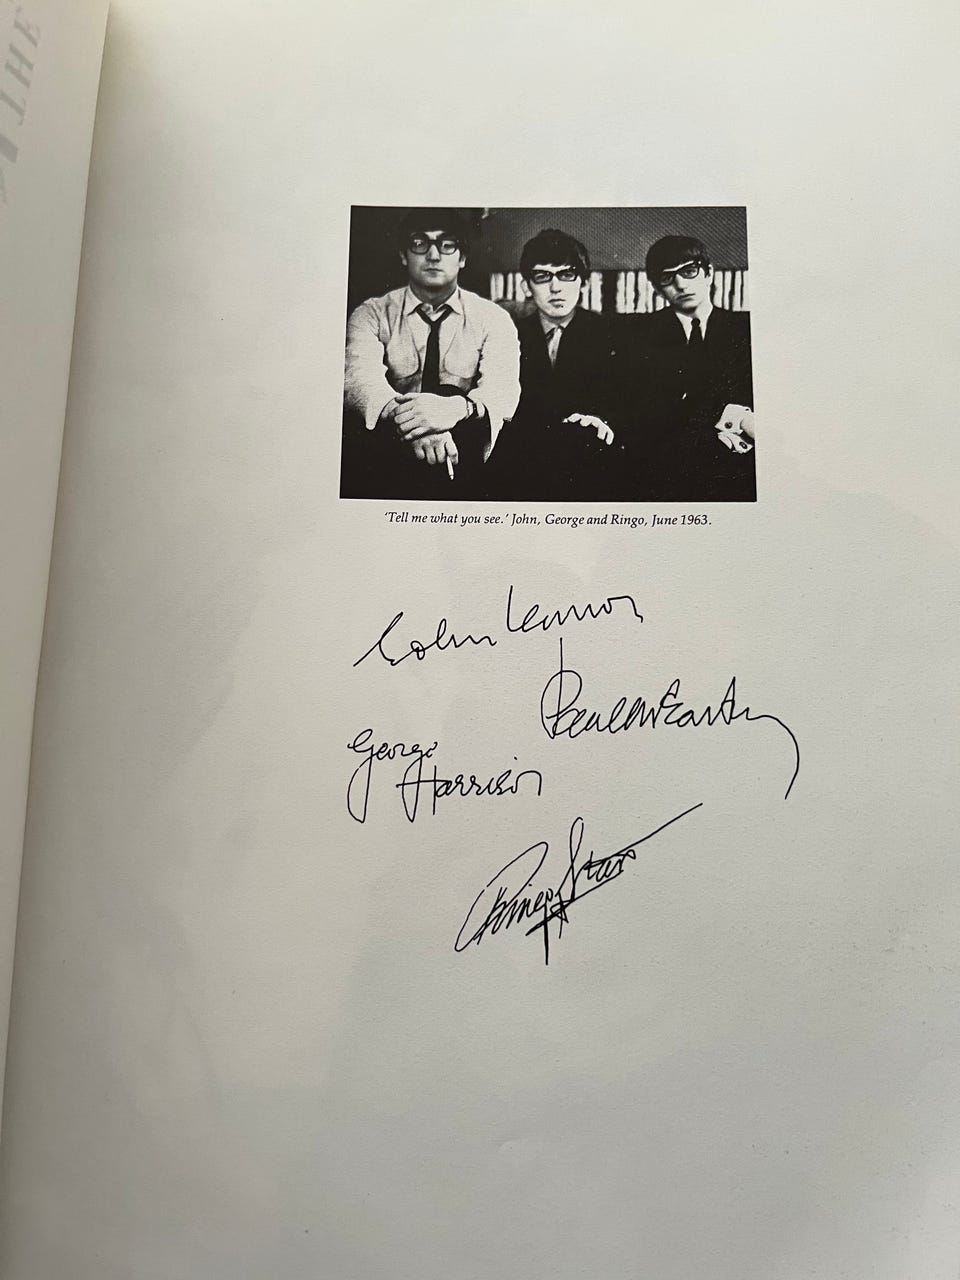 THE
'Tell me what you see.' John, George and Ringo, June 1963.
John Lennon
Paul McCartney
George
Harrison
Ringo Starr